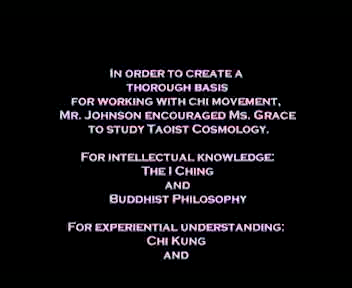 In order to create a
thorough basis
for working with chi movement,
Mr. Johnson encouraged Ms. Grace
to study Taoist Cosmology.
For intellectual knowledge:
The I Ching
and
Buddhist Philosophy
For experiential understanding:
Chi Kung
and